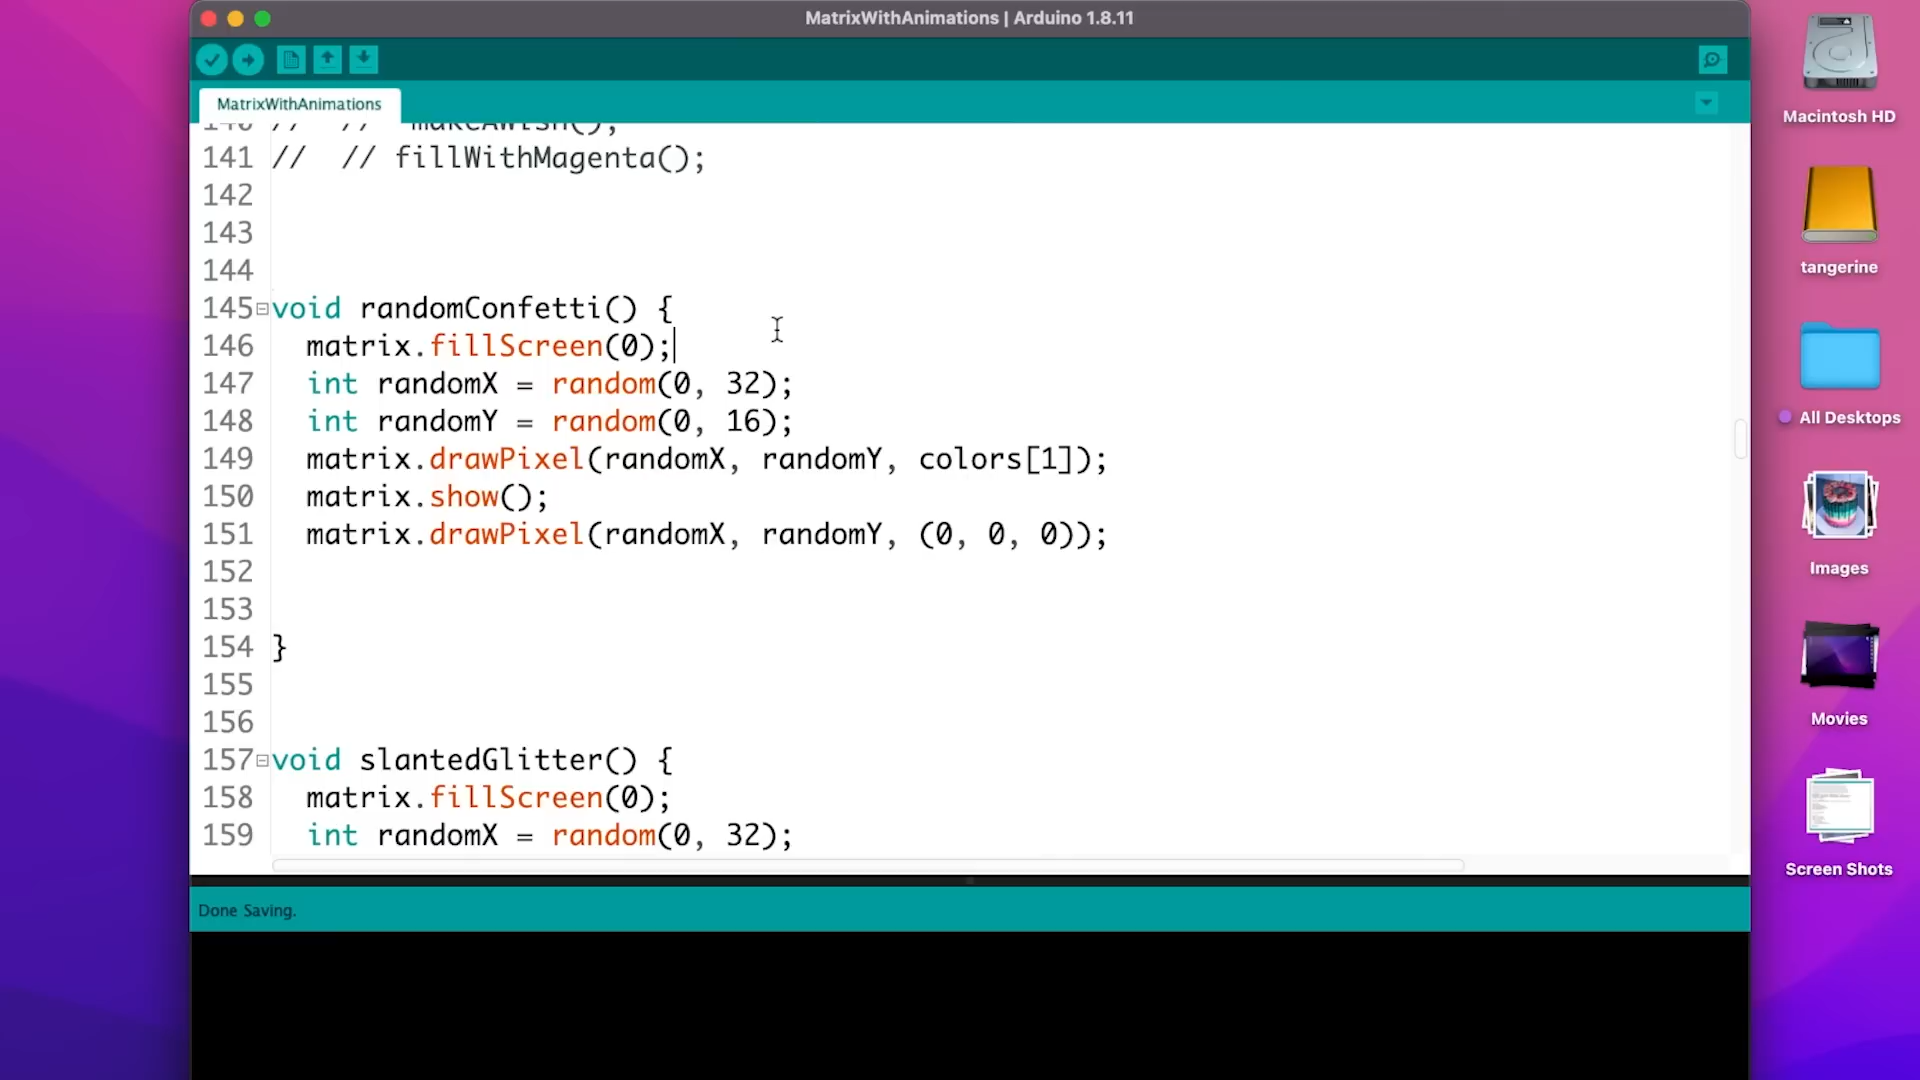 MatrixWithAnimations | Arduino 1.8.11
MatrixWithAnimations
140 // // makeAWish();
141 // // fillWithMagenta();
142
143
144
145 void randomConfetti() {
146 matrix.fillScreen(0);
147 int randomX = random(0, 32);
148 int randomY = random(0, 16);
149 matrix.drawPixel(randomX, randomY, colors[1]);
150 matrix.show();
151 matrix.drawPixel(randomX, randomY, (0, 0, 0));
152
153
154 }
155
156
157 void slantedGlitter() {
158 matrix.fillScreen(0);
159 int randomX = random(0, 32);
Done Saving.
Macintosh HD
tangerine
All Desktops
Images
Movies
Screen Shots